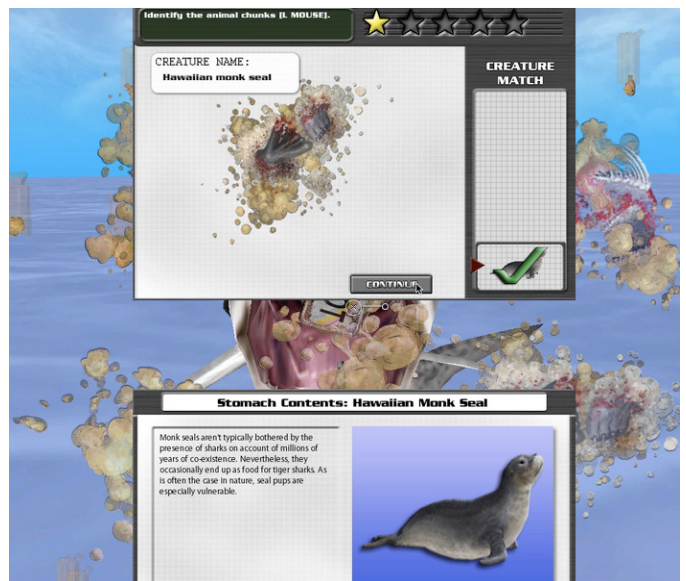 Identify the animal chunks [L MOUSE].
CREATURE NAME:
Hawaiian monk seal
CREATURE
MATCH
CONTINUE
Stomach Contents: Hawaiian Monk Seal
Monk seals aren't typically bothered by the
presence of sharks on account of millions of
years of co-existence. Nevertheless, they
occasionally end up as food for tiger sharks. As
is often the case in nature, seal pups are
especially vulnerable.